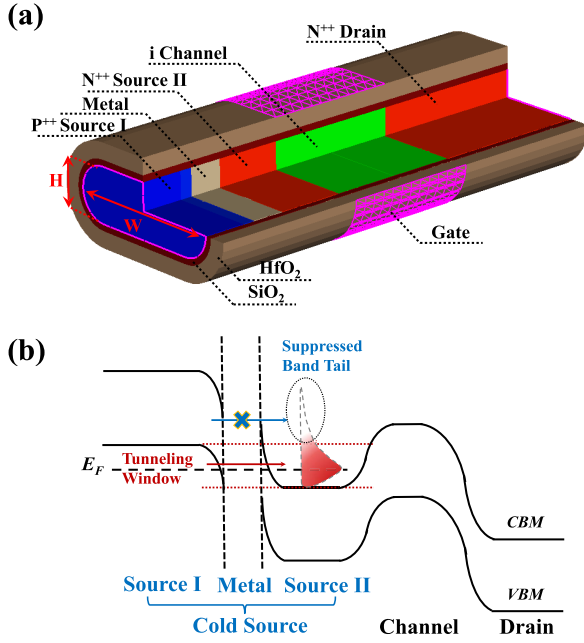 (a)
N++ Drain
i Channel
N++ Source II
Metal
P++ Source I
H
W
Gate
HfO2
SiO2
(b)
Suppressed
Band Tail
EF
Tunneling
Window
CBM
VBM
Source I Metal Source II
Cold Source
Channel Drain